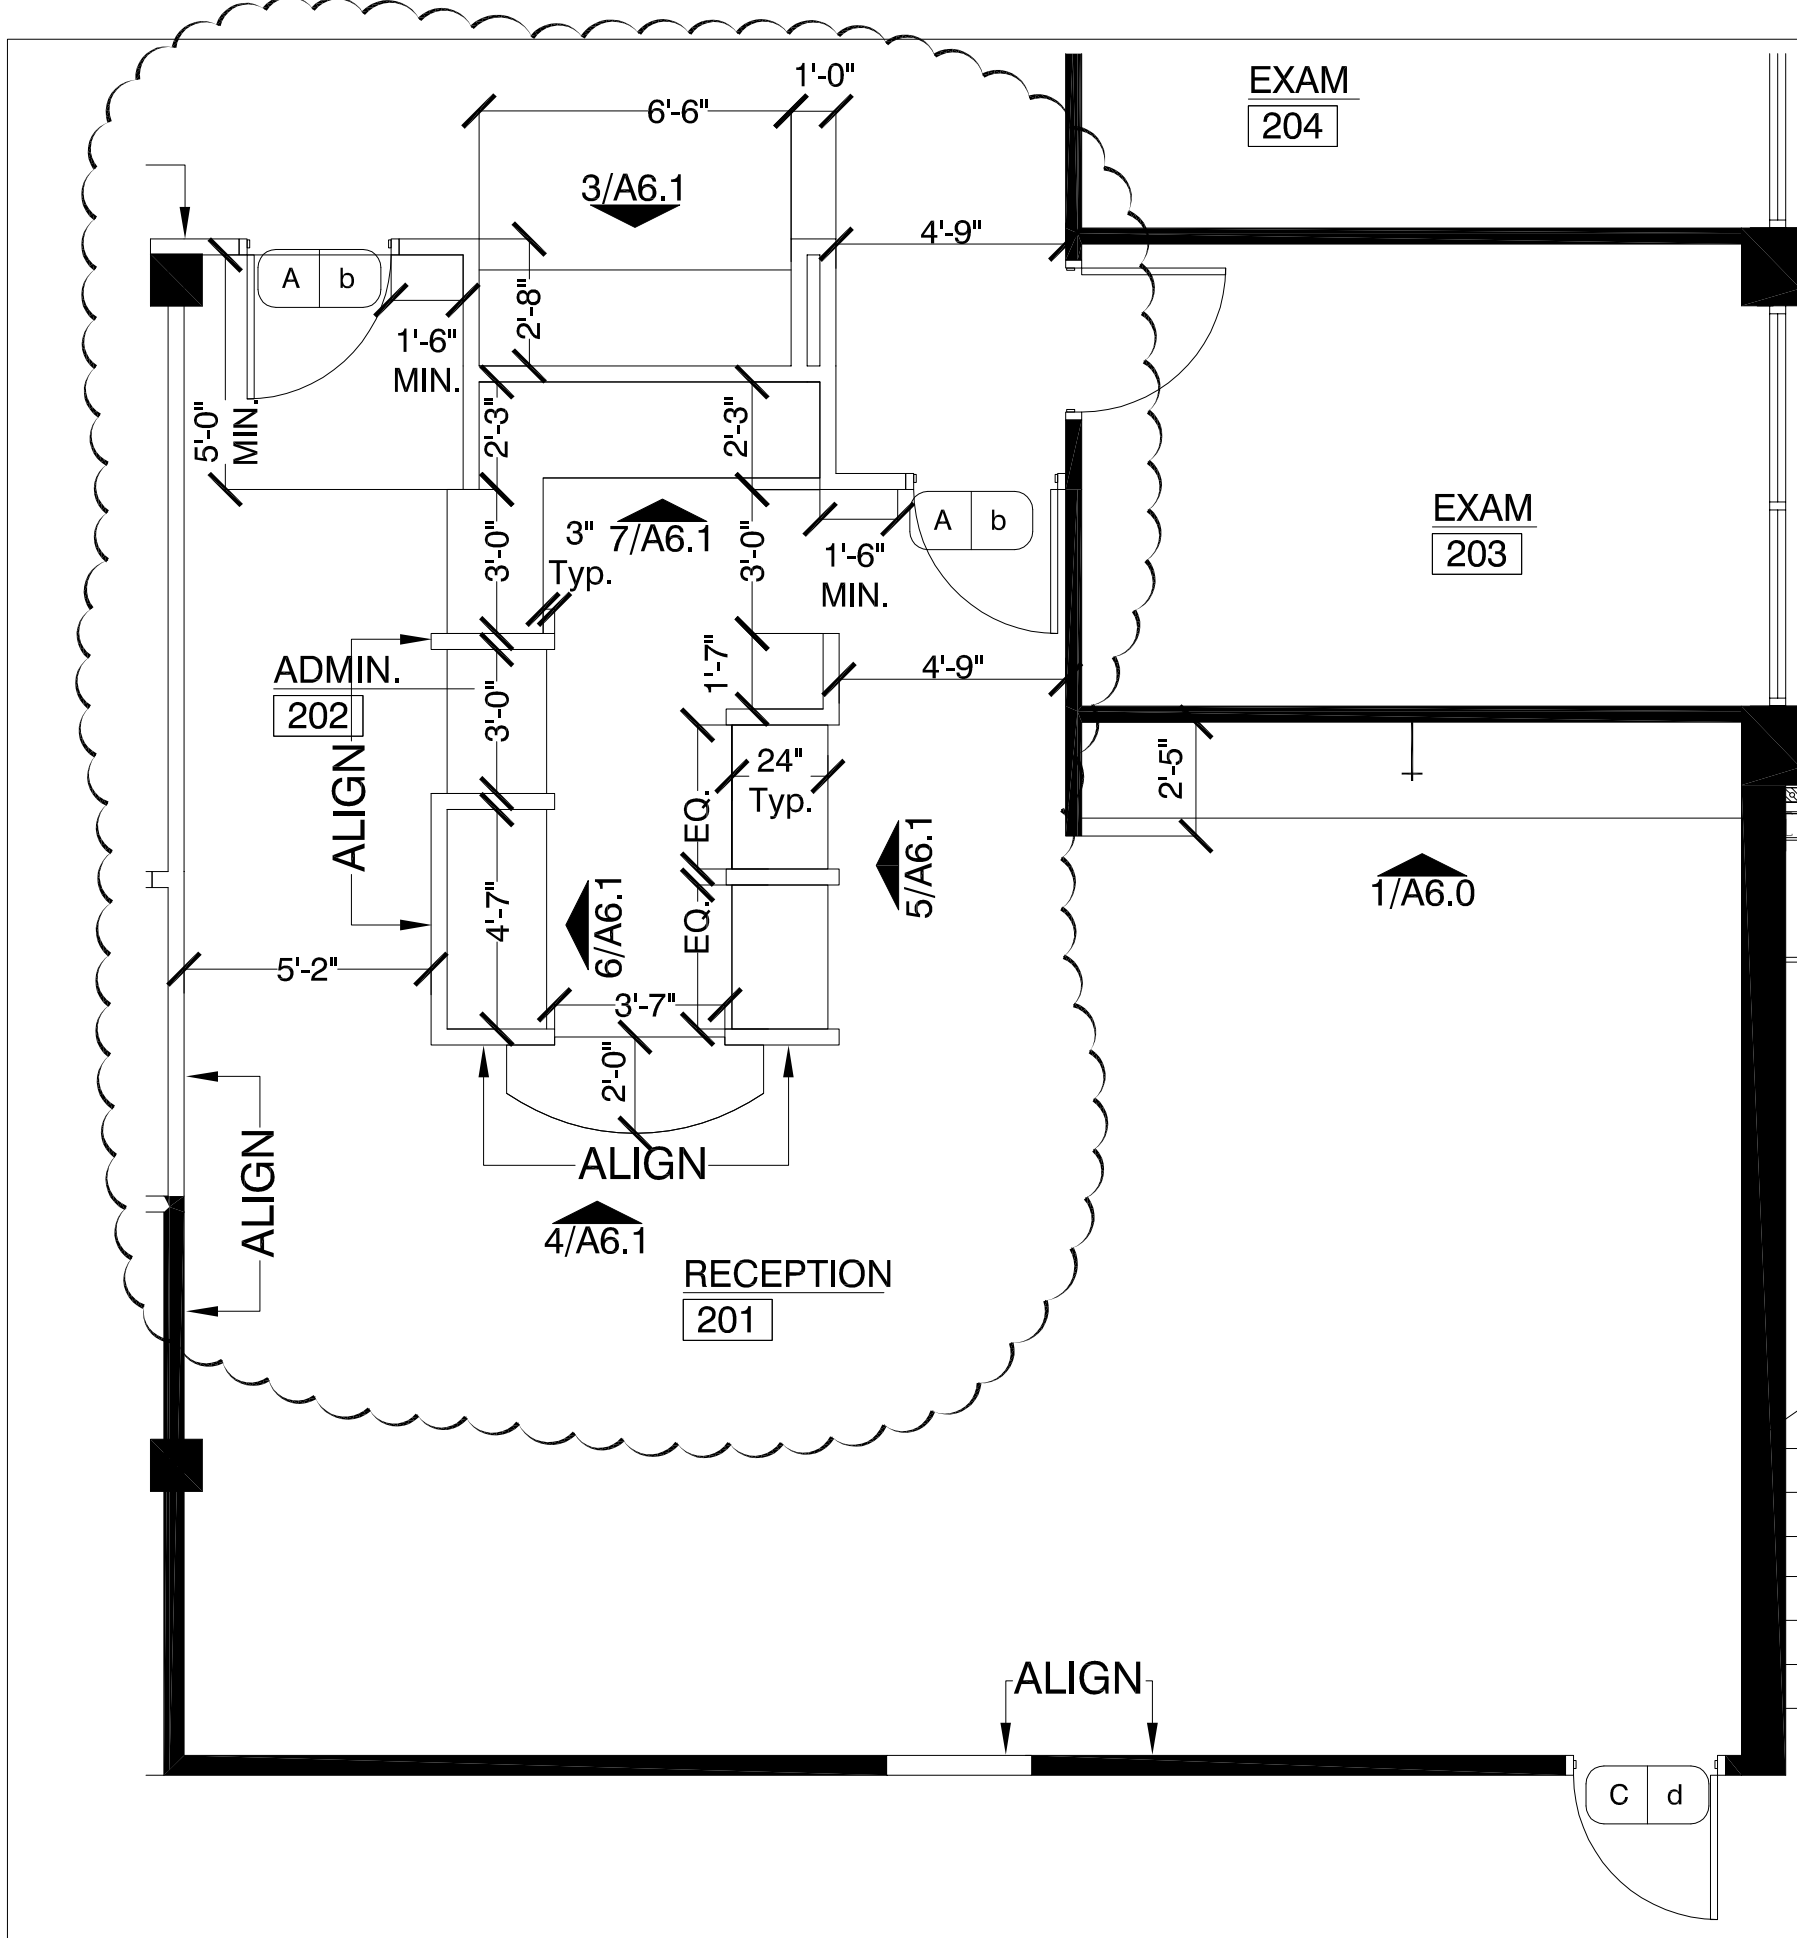 1'-0"
6'-6"
EXAM
204
3/A6.1
4'-9"
A b
2'-8"
1'-6"
MIN.
5'-0"
MIN.
2'-3"
2'-3"
EXAM
203
3'-0"
3"
Typ.
7/A6.1
3'-0"
A b
1'-6"
MIN.
ADMIN.
202
3'-0"
1'-7"
4'-9"
2'-5"
24"
Typ.
ALIGN
EQ.
5/A6.1
1/A6.0
4'-7"
6/A6.1
EQ.
5'-2"
3'-7"
2'-0"
ALIGN
ALIGN
4/A6.1
RECEPTION
201
ALIGN
C d